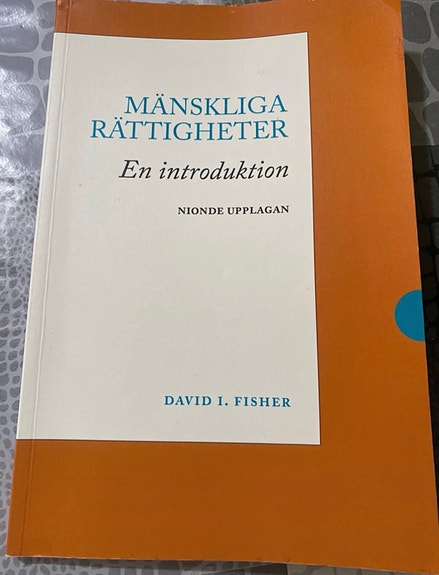 MÄNSKLIGA
RÄTTIGHETER
En introduktion
NIONDE UPPLAGAN
DAVID I. FISHER